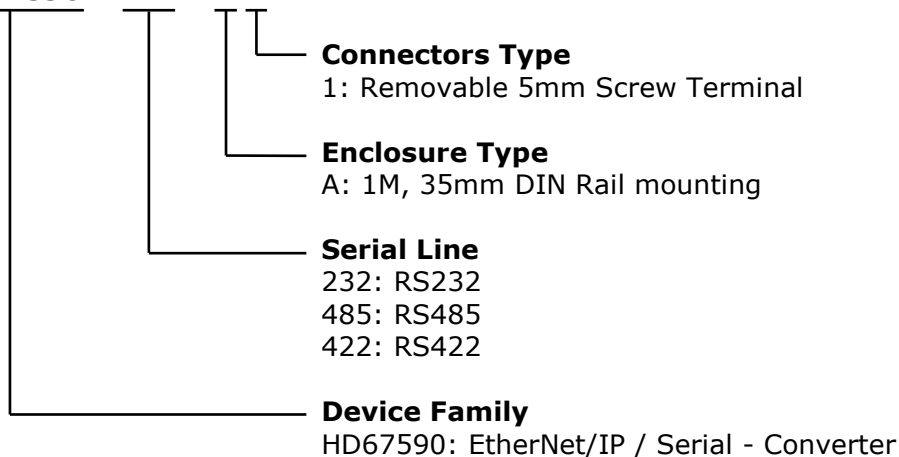 Connectors Type
1: Removable 5mm Screw Terminal
Enclosure Type
A: 1M, 35mm DIN Rail mounting
Serial Line
232: RS232
485: RS485
422: RS422
Device Family
HD67590: EtherNet/IP / Serial - Converter